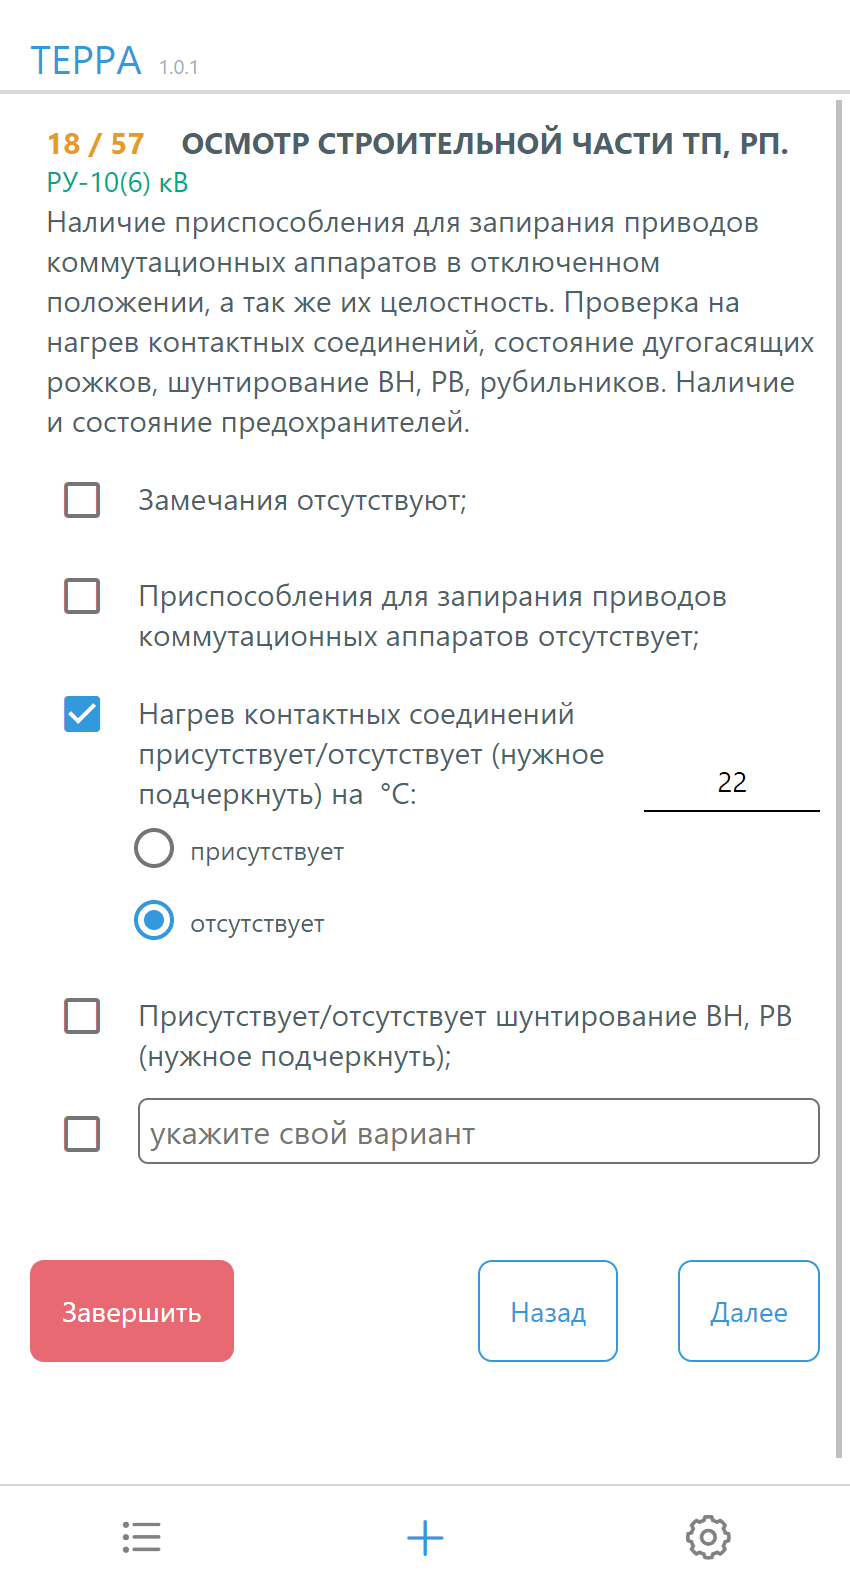 ТЕРРА 1.0.1
18 / 57 ОСМОТР СТРОИТЕЛЬНОЙ ЧАСТИ ТП, РП.
РУ-10(6) кВ
Наличие приспособления для запирания приводов
коммутационных аппаратов в отключенном
положении, а так же их целостность. Проверка на
нагрев контактных соединений, состояние дугогасящих
рожков, шунтирование ВН, РВ, рубильников. Наличие
и состояние предохранителей.
Замечания отсутствуют;
Приспособления для запирания приводов
коммутационных аппаратов отсутствует;
Нагрев контактных соединений
присутствует/отсутствует (нужное
подчеркнуть) на °C:
22
присутствует
отсутствует
Присутствует/отсутствует шунтирование ВН, РВ
(нужное подчеркнуть);
укажите свой вариант
Завершить
Назад
Далее